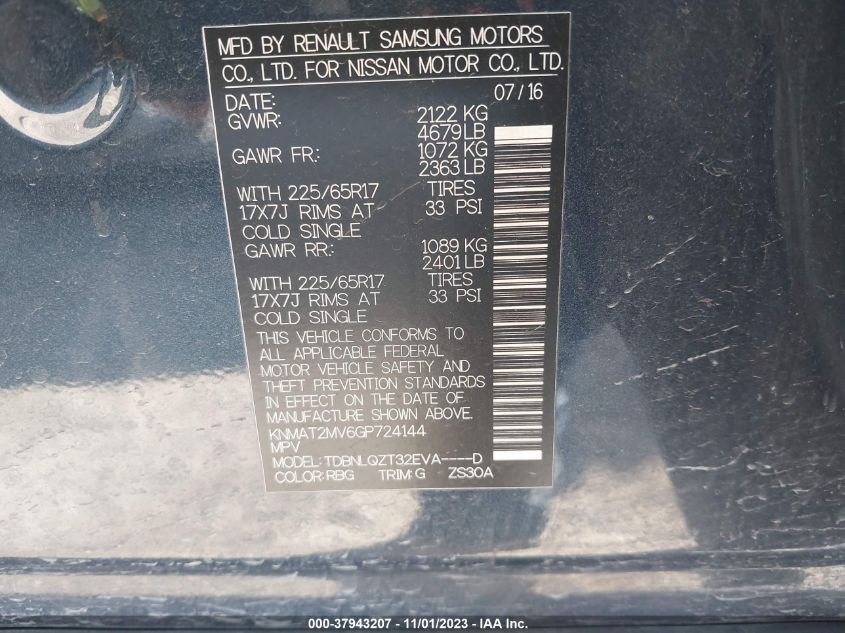 MFD BY RENAULT SAMSUNG MOTORS
CO., LTD. FOR NISSAN MOTOR CO., LTD.
DATE: 07/16
GVWR: 2122 KG
4679 LB
GAWR FR.: 1072 KG
2363 LB
WITH 225/65R17 TIRES
17X7J RIMS AT 33 PSI
COLD SINGLE
GAWR RR.: 1089 KG
2401 LB
WITH 225/65R17 TIRES
17X7J RIMS AT 33 PSI
COLD SINGLE
THIS VEHICLE CONFORMS TO
ALL APPLICABLE FEDERAL
MOTOR VEHICLE SAFETY AND
THEFT PREVENTION STANDARDS
IN EFFECT ON THE DATE OF
MANUFACTURE SHOWN ABOVE.
KNMAT2MV6GP724144
MPV
MODEL: TDBNLQZT32EVA----D
COLOR: RBG TRIM: G ZS30A
000-37943207 - 11/01/2023 - IAA Inc.